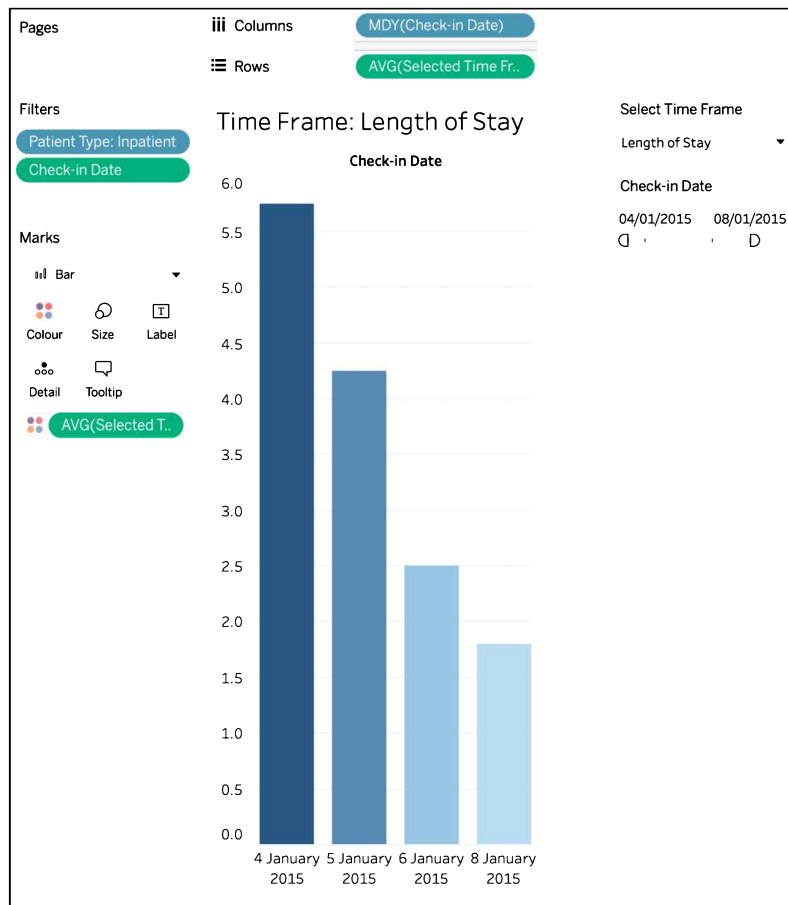 Pages
Columns
MDY(Check-in Date)
Rows
AVG(Selected Time Fr..
Filters
Patient Type: Inpatient
Check-in Date
Marks
Bar
Colour
Size
T
Label
Detail
Tooltip
AVG(Selected T..
Time Frame: Length of Stay
Check-in Date
6.0
5.5
5.0
4.5
4.0
3.5
3.0
2.5
2.0
1.5
1.0
0.5
0.0
4 January
2015
5 January
2015
6 January
2015
8 January
2015
Select Time Frame
Length of Stay
Check-in Date
04/01/2015
08/01/2015